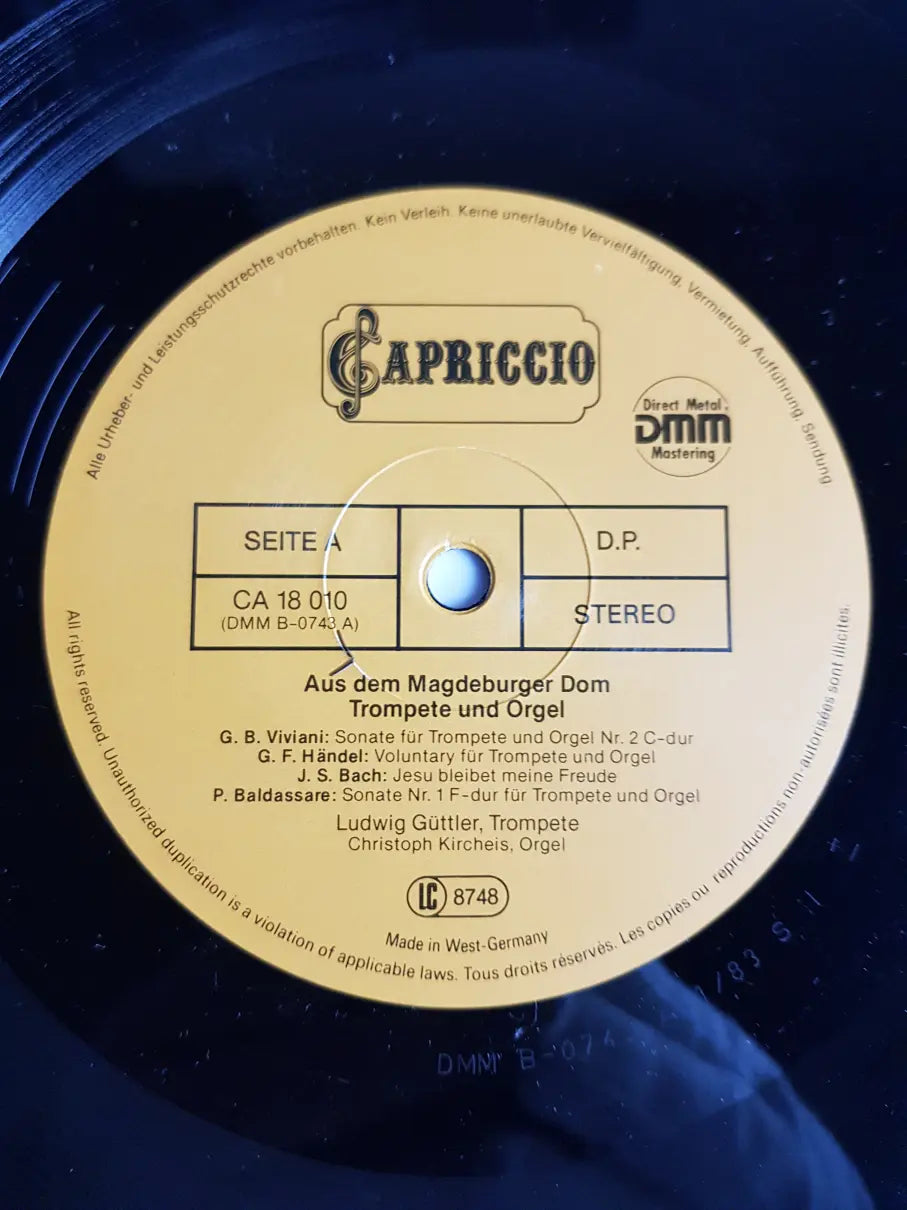 Alle Urheber- und Leistungsschutzrechte vorbehalten. Kein Verleih. Keine unerlaubte Vervielfältigung, Vermietung, Aufführung, Sendung
CAPRICCIO
Direct Metal
DMM
Mastering
SEITE A
D.P.
CA 18 010
(DMM B-0743 A)
STEREO
Aus dem Magdeburger Dom
Trompete und Orgel
G. B. Viviani: Sonate für Trompete und Orgel Nr. 2 C-dur
G. F. Händel: Voluntary für Trompete und Orgel
J. S. Bach: Jesu bleibet meine Freude
P. Baldassare: Sonate Nr. 1 F-dur für Trompete und Orgel
Ludwig Güttler, Trompete
Christoph Kircheis, Orgel
LC 8748
Made in West-Germany
All rights reserved. Unauthorized duplication is a violation of applicable laws. Tous droits réservés. Les copies ou reproductions non-autorisées sont illicites.
DMM B-074